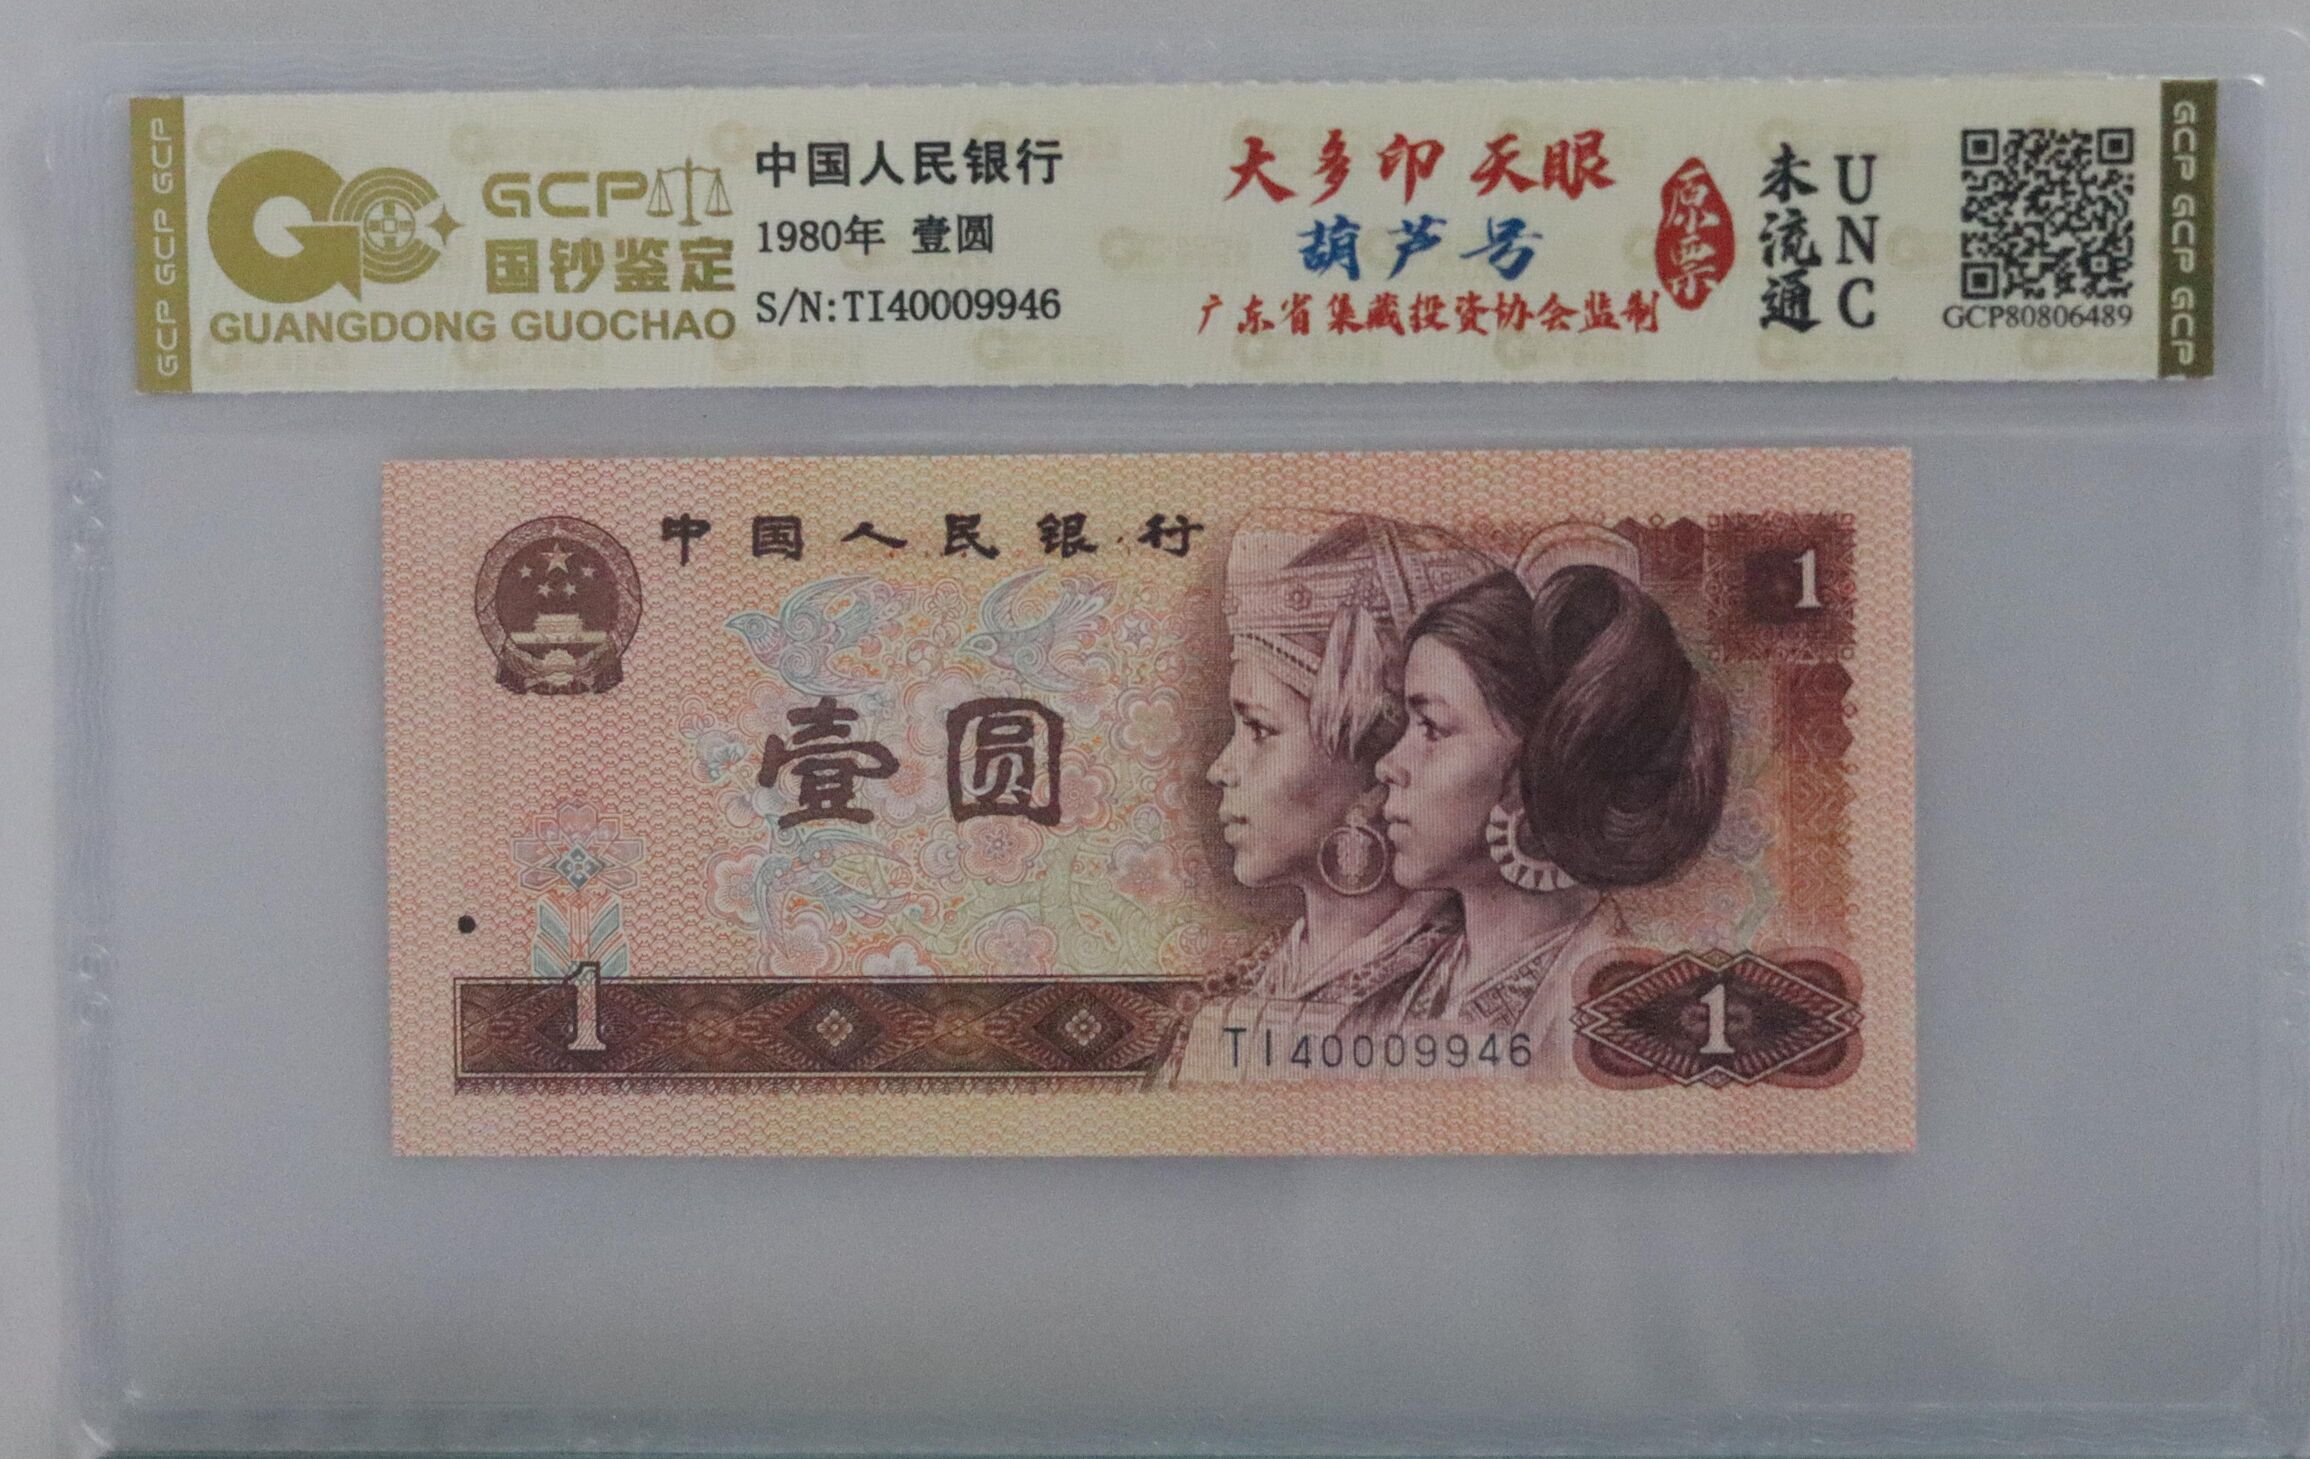 GCP GCP GCP
GCP
国钞鉴定
GUANGDONG GUOCHAO
中国人民银行
1980年 壹圆
S/N:TI40009946
大多印 天眼
葫芦号
广东省集藏投资协会监制
原票
未流通
UNC
GCP80806489
GCP GCP GCP
中国人民银行
1
壹圆
1
TI40009946
1